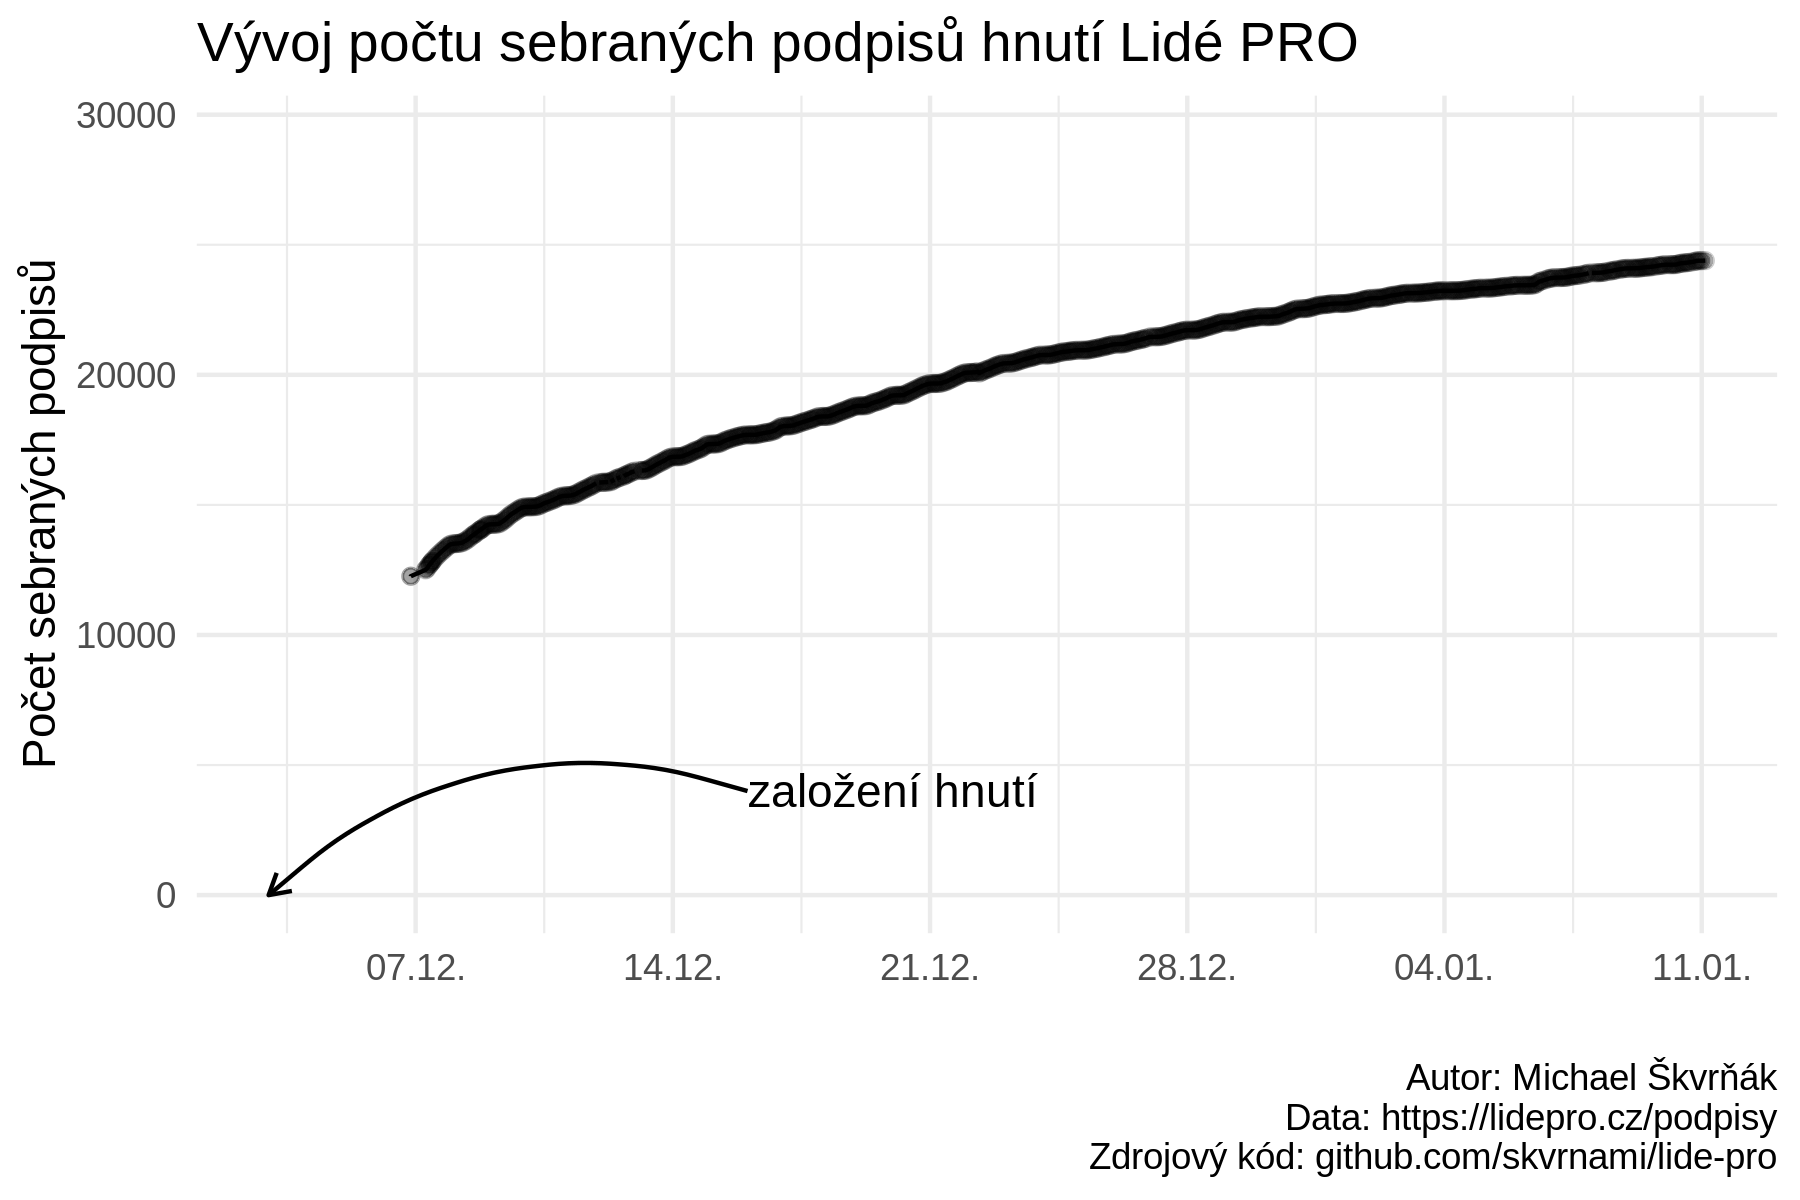 Vývoj počtu sebraných podpisů hnutí Lidé PRO
Počet sebraných podpisů
30000
20000
10000
0
založení hnutí
07.12.
14.12.
21.12.
28.12.
04.01.
11.01.
Autor: Michael Škvrňák
Data: https://lidepro.cz/podpisy
Zdrojový kód: github.com/skvrnami/lide-pro